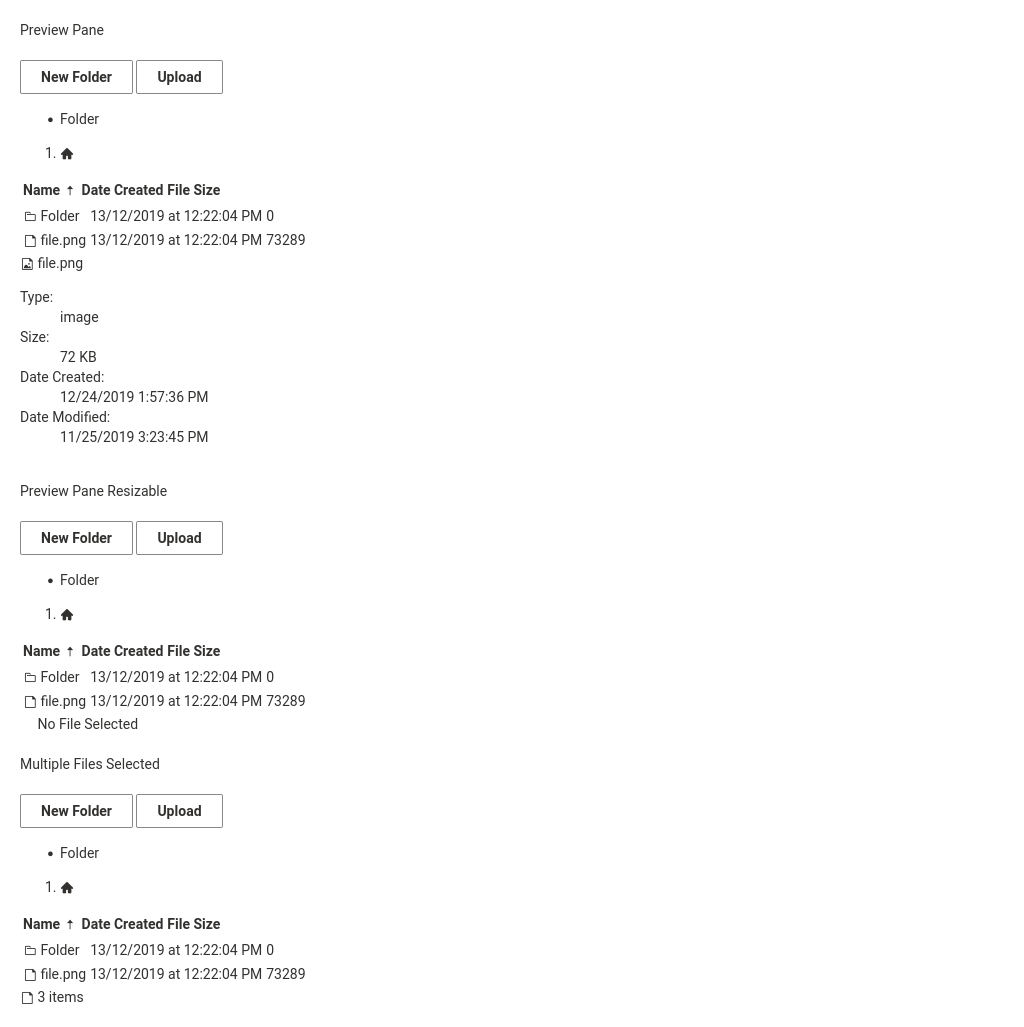 Preview Pane
New Folder Upload
• Folder
1.
Name ↑ Date Created File Size
Folder 13/12/2019 at 12:22:04 PM 0
file.png 13/12/2019 at 12:22:04 PM 73289
file.png
Type:
image
Size:
72 KB
Date Created:
12/24/2019 1:57:36 PM
Date Modified:
11/25/2019 3:23:45 PM
Preview Pane Resizable
New Folder Upload
• Folder
1.
Name ↑ Date Created File Size
Folder 13/12/2019 at 12:22:04 PM 0
file.png 13/12/2019 at 12:22:04 PM 73289
No File Selected
Multiple Files Selected
New Folder Upload
• Folder
1.
Name ↑ Date Created File Size
Folder 13/12/2019 at 12:22:04 PM 0
file.png 13/12/2019 at 12:22:04 PM 73289
3 items